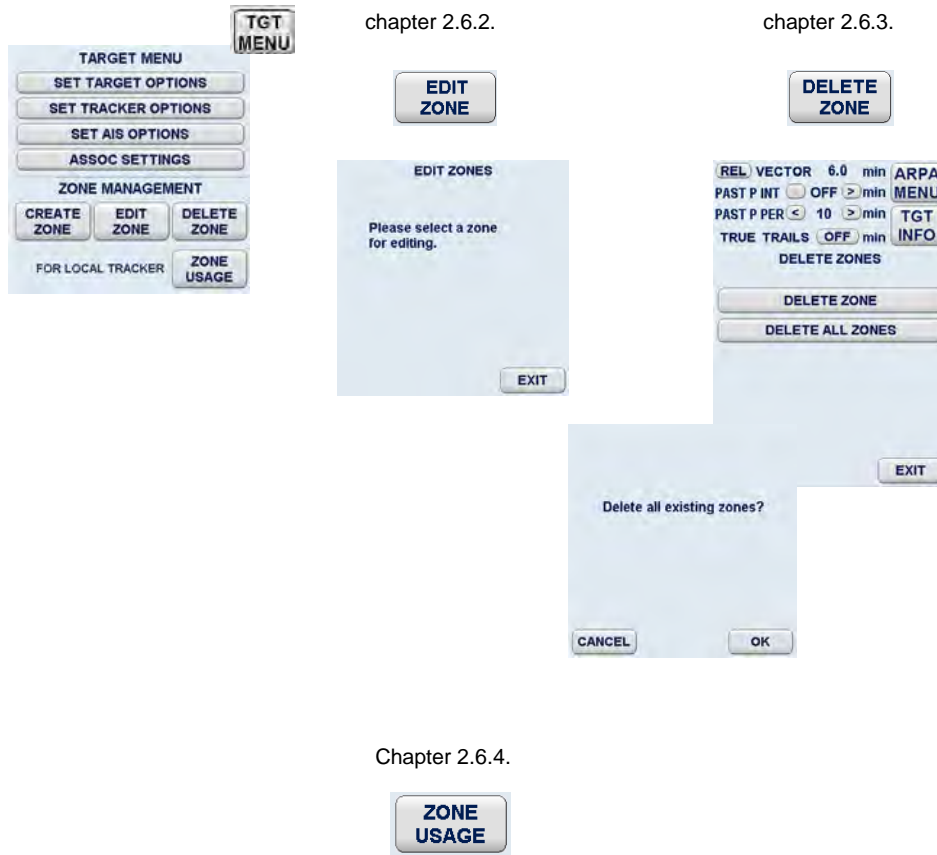 TGT
MENU
TARGET MENU
SET TARGET OPTIONS
SET TRACKER OPTIONS
SET AIS OPTIONS
ASSOC SETTINGS
ZONE MANAGEMENT
CREATE ZONE
EDIT ZONE
DELETE ZONE
FOR LOCAL TRACKER
ZONE USAGE
chapter 2.6.2.
EDIT
ZONE
EDIT ZONES
Please select a zone
for editing.
EXIT
chapter 2.6.3.
DELETE
ZONE
REL VECTOR 6.0 min ARPA
PAST P INT OFF > min MENU
PAST P PER < 10 > min TGT
TRUE TRAILS OFF min INFO
DELETE ZONES
DELETE ZONE
DELETE ALL ZONES
EXIT
Delete all existing zones?
CANCEL OK
Chapter 2.6.4.
ZONE
USAGE